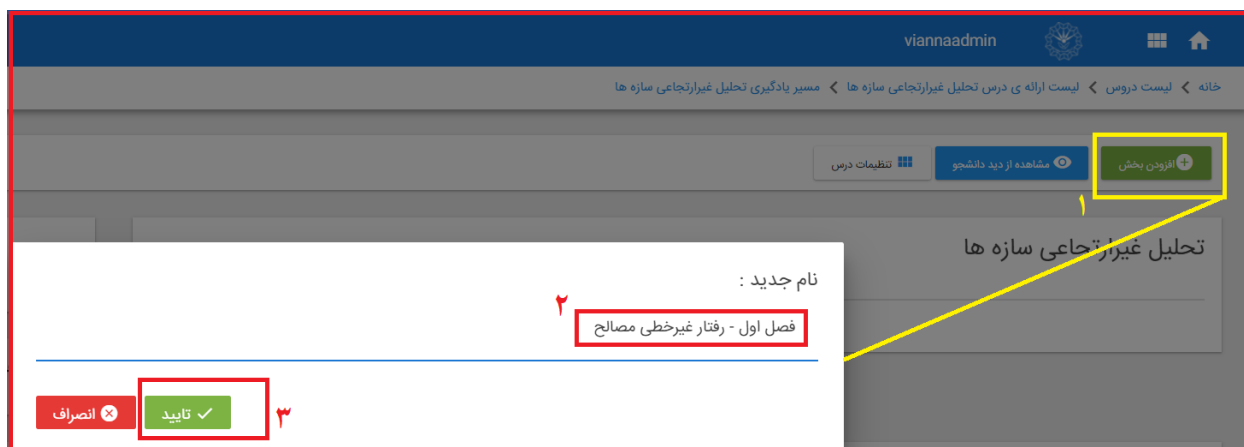 viannaadmin
خانه > لیست دروس > لیست ارائه ی درس تحلیل غیرارتجاعی سازه ها > مسیر یادگیری تحلیل غیرارتجاعی سازه ها
افزودن بخش
مشاهده از دید دانشجو
تنظیمات درس
۱
تحلیل غیرارتجاعی سازه ها
نام جدید :
۲
فصل اول - رفتار غیرخطی مصالح
۳
تایید
انصراف